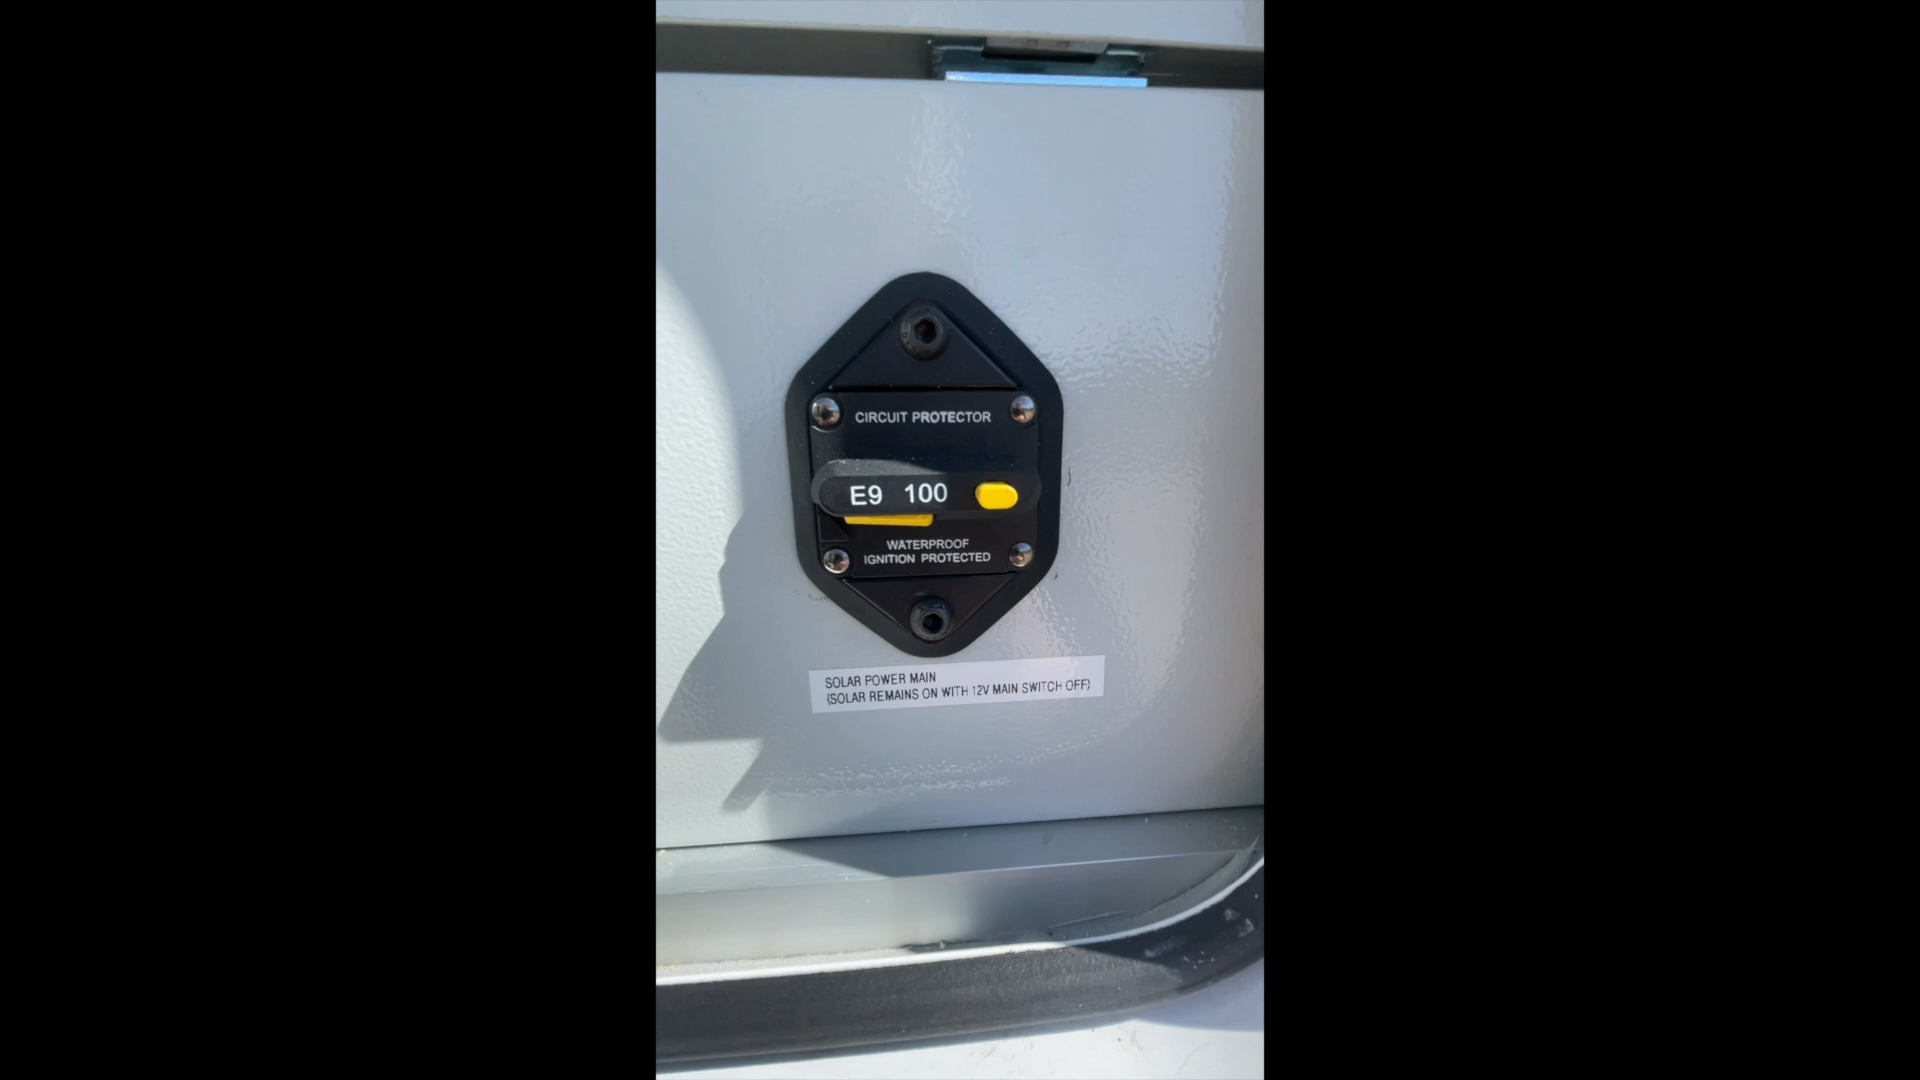 CIRCUIT PROTECTOR
E9 100
WATERPROOF
IGNITION PROTECTED
SOLAR POWER MAIN
(SOLAR REMAINS ON WITH 12V MAIN SWITCH OFF)